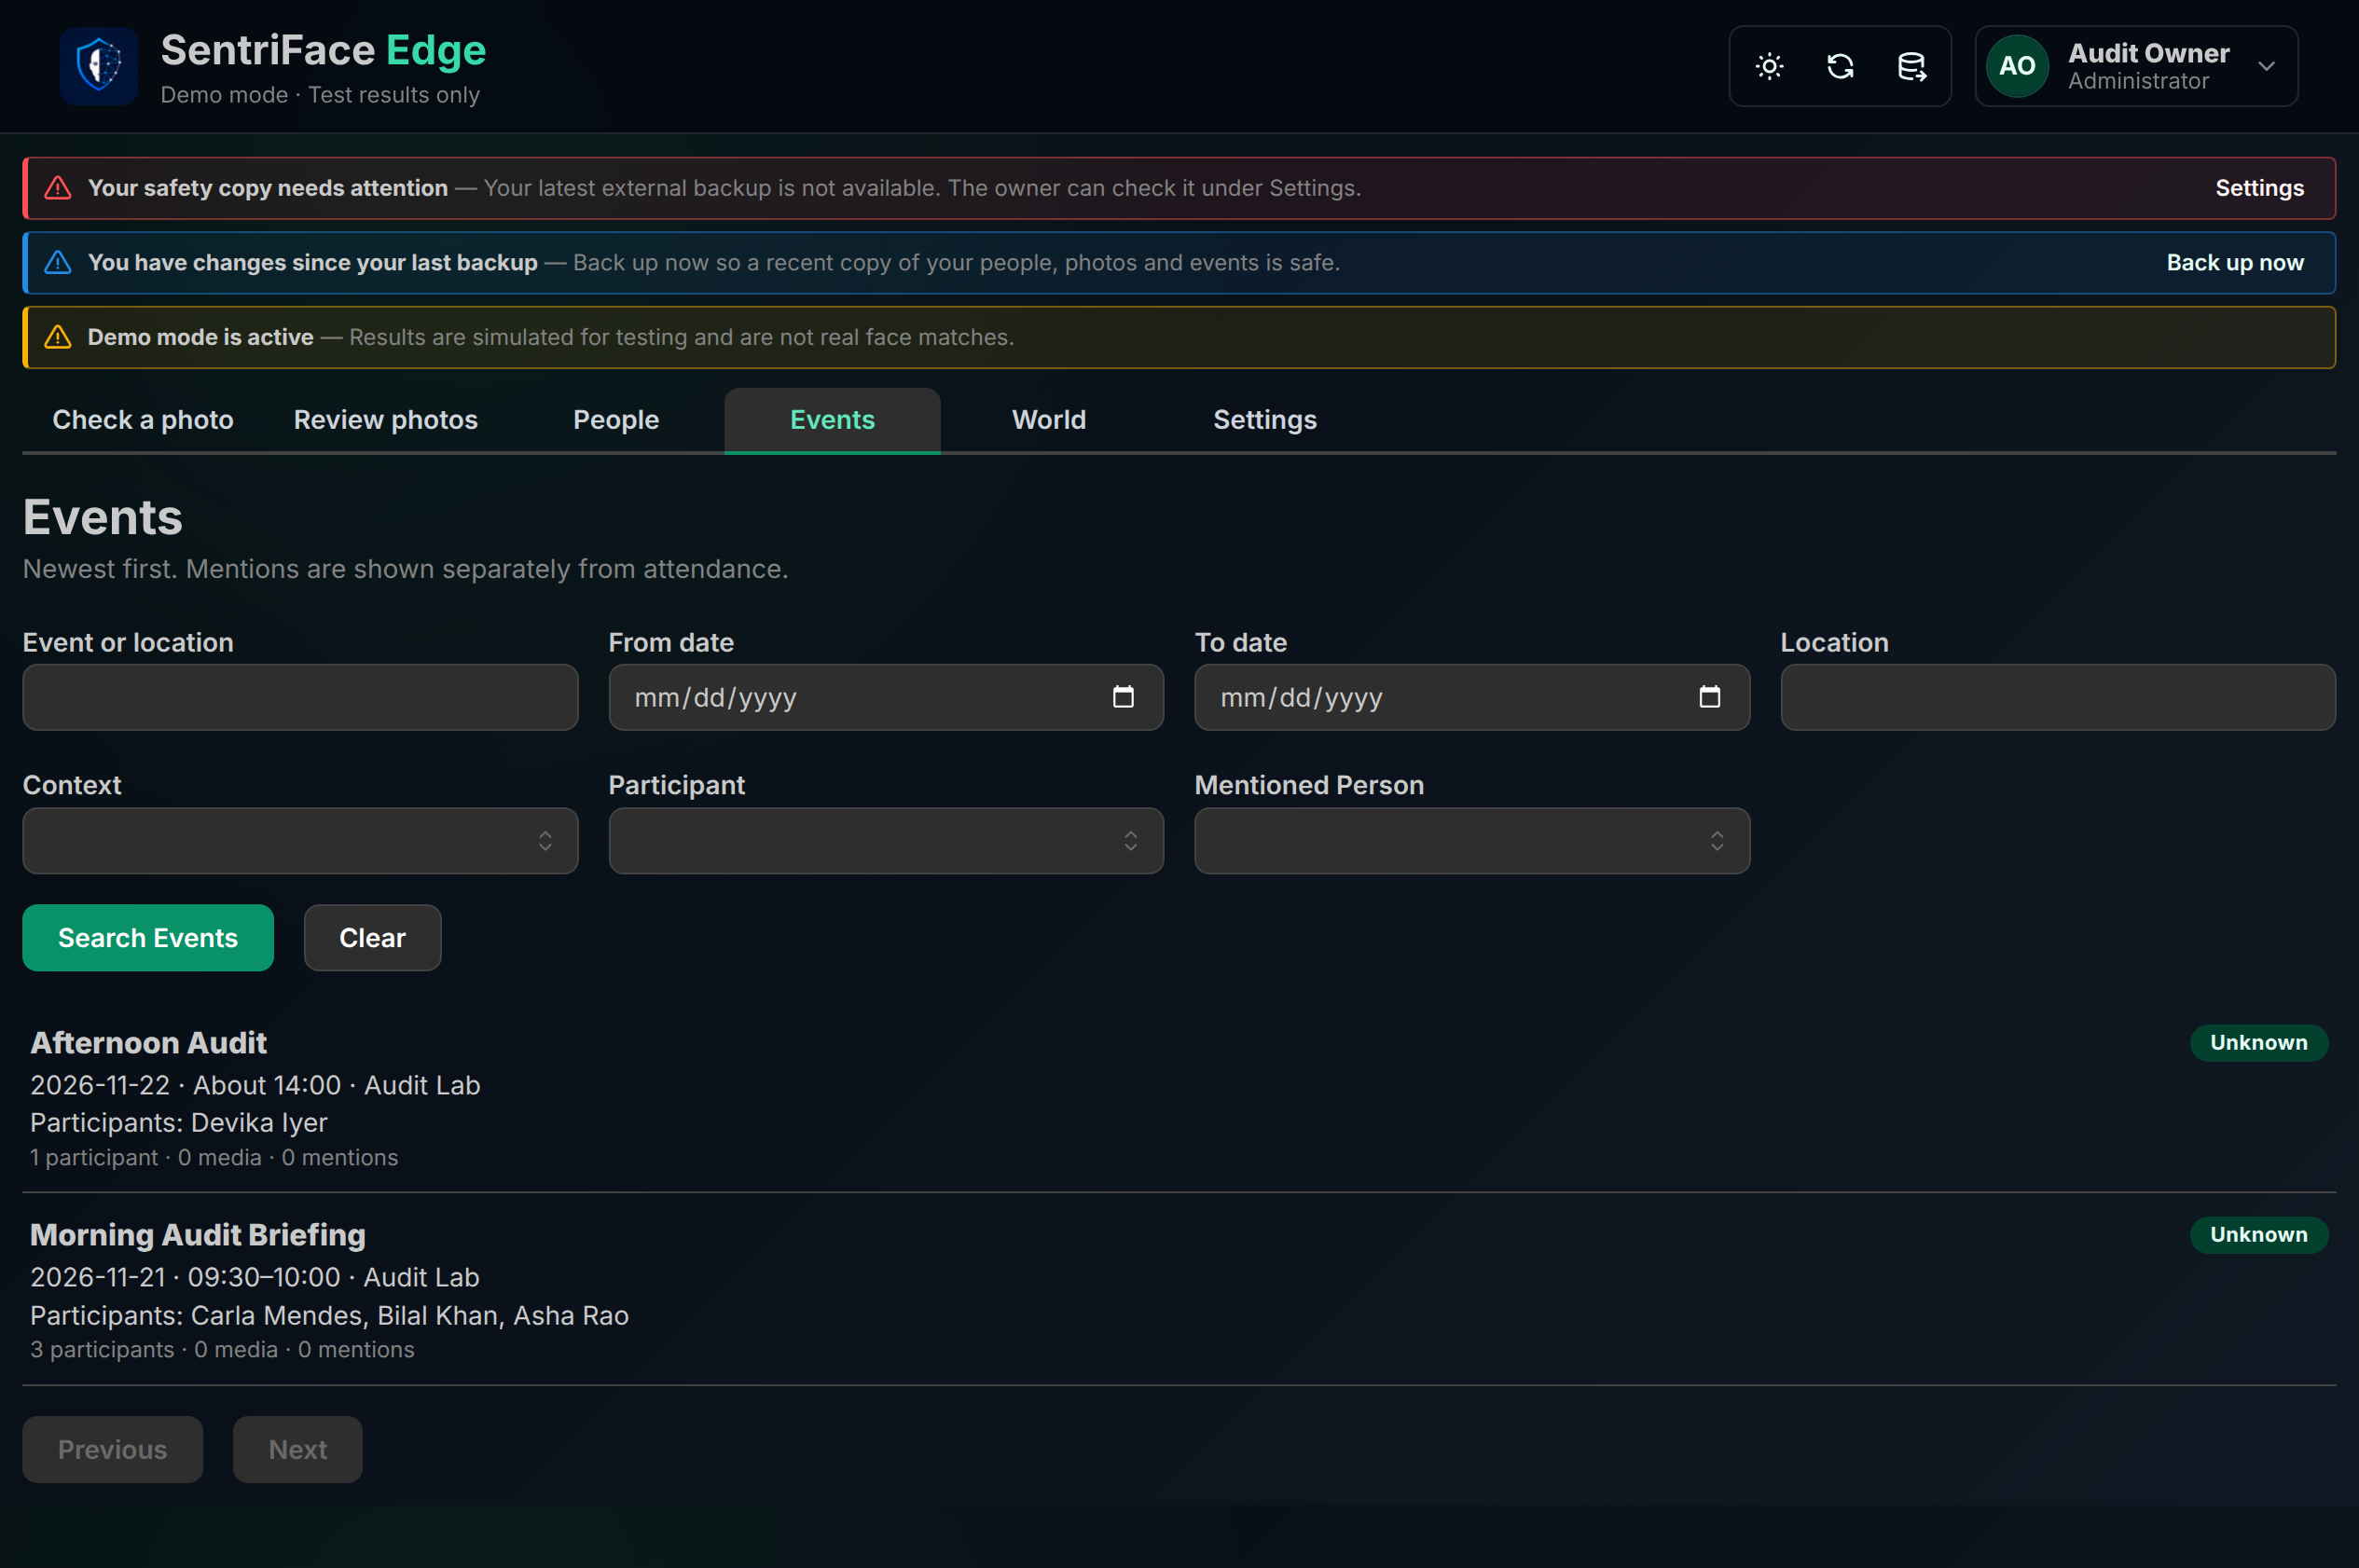 SentriFace Edge
Demo mode · Test results only
AO
Audit Owner
Administrator
Your safety copy needs attention — Your latest external backup is not available. The owner can check it under Settings.
Settings
You have changes since your last backup — Back up now so a recent copy of your people, photos and events is safe.
Back up now
Demo mode is active — Results are simulated for testing and are not real face matches.
Check a photo
Review photos
People
Events
World
Settings
Events
Newest first. Mentions are shown separately from attendance.
Event or location
From date
To date
Location
mm/dd/yyyy
mm/dd/yyyy
Context
Participant
Mentioned Person
Search Events
Clear
Afternoon Audit
Unknown
2026-11-22 · About 14:00 · Audit Lab
Participants: Devika Iyer
1 participant · 0 media · 0 mentions
Morning Audit Briefing
Unknown
2026-11-21 · 09:30–10:00 · Audit Lab
Participants: Carla Mendes, Bilal Khan, Asha Rao
3 participants · 0 media · 0 mentions
Previous
Next